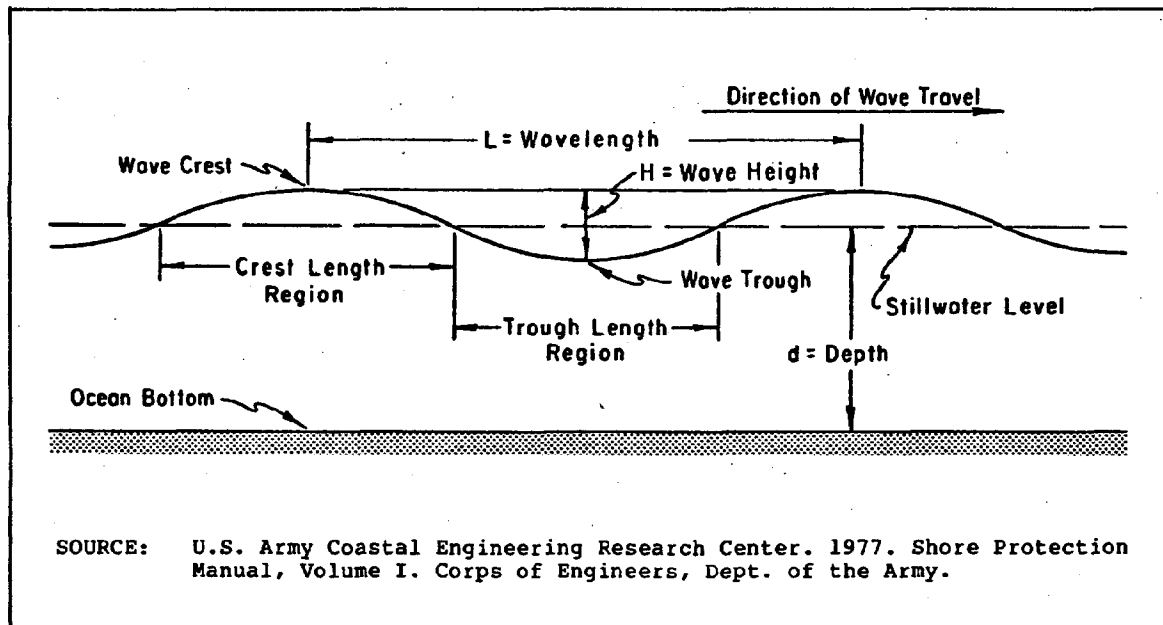 Direction of Wave Travel
L = Wavelength
Wave Crest
H = Wave Height
Crest Length
Region
Wave Trough
Stillwater Level
Trough Length
Region
d = Depth
Ocean Bottom
SOURCE: U.S. Army Coastal Engineering Research Center. 1977. Shore Protection
Manual, Volume I. Corps of Engineers, Dept. of the Army.